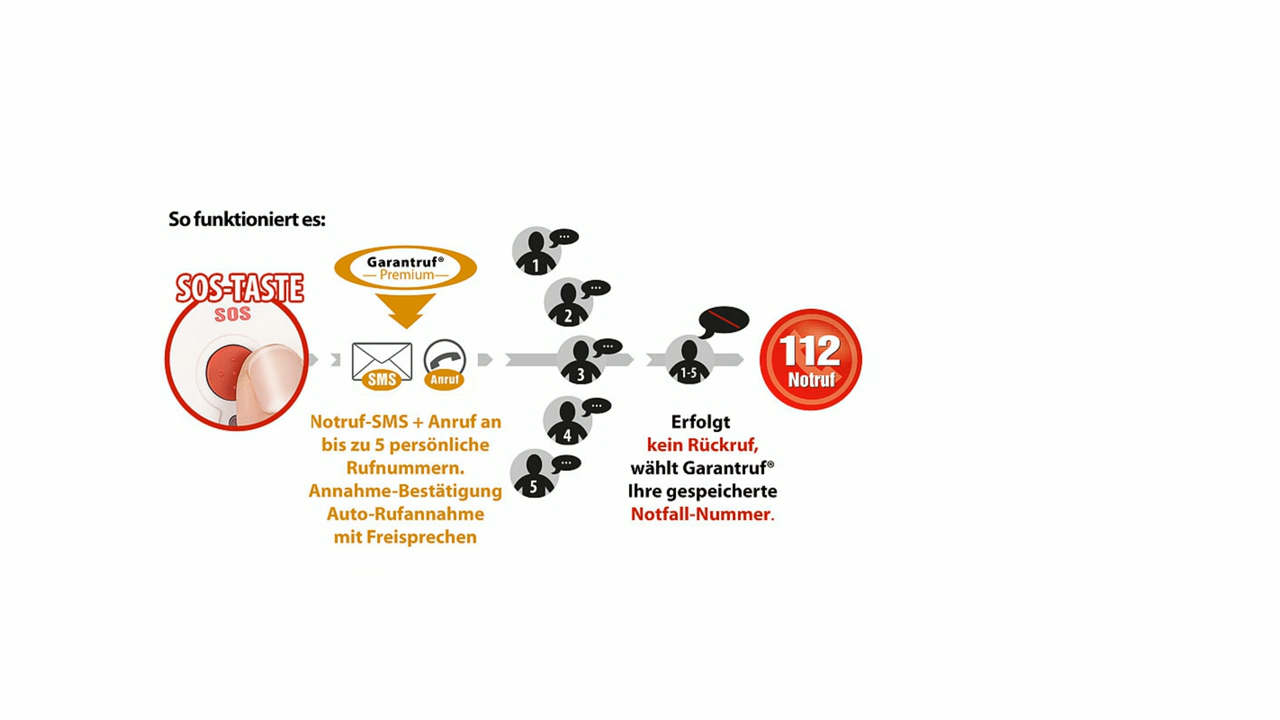 So funktioniert es:
SOS-TASTE
SOS
Garantruf®
Premium
SMS
Anruf
Notruf-SMS + Anruf an
bis zu 5 persönliche
Rufnummern.
Annahme-Bestätigung
Auto-Rufannahme
mit Freisprechen
1
2
3
4
5
1-5
Erfolgt
kein Rückruf,
wählt Garantruf®
Ihre gespeicherte
Notfall-Nummer.
112
Notruf